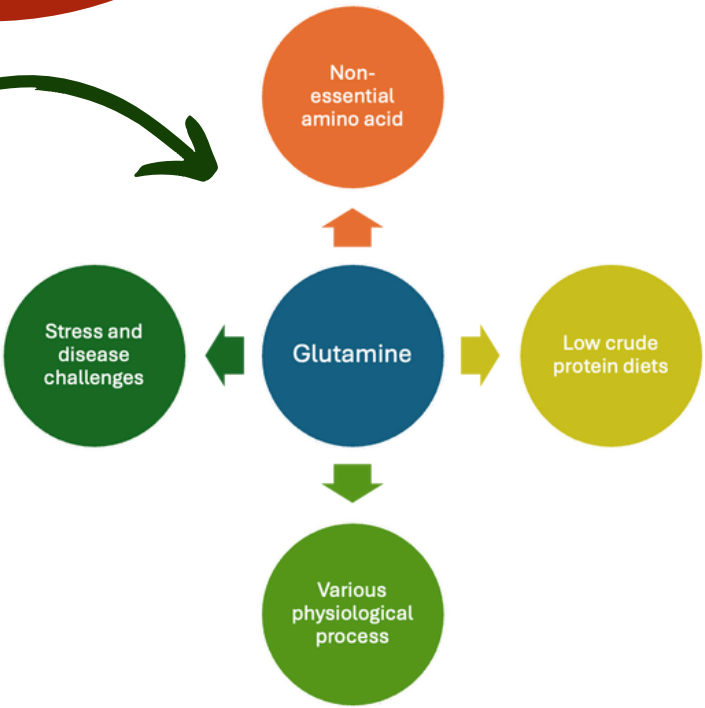 Non-
essential
amino acid
Stress and
disease
challenges
Glutamine
Low crude
protein diets
Various
physiological
process